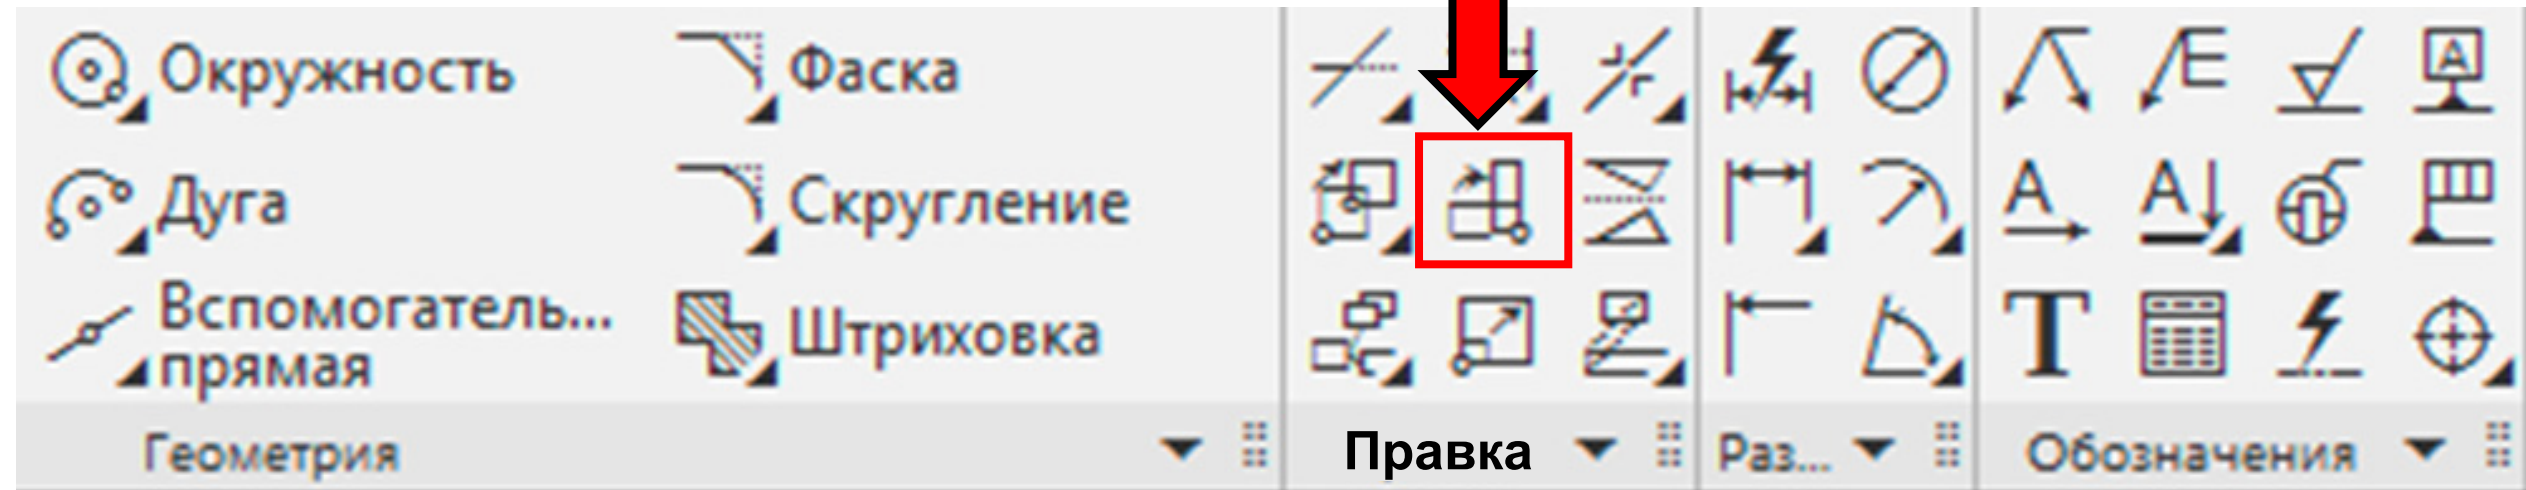 Окружность
Фаска
Дуга
Скругление
Вспомогатель...
прямая
Штриховка
A
A
A
T
Геометрия
Правка
Раз...
Обозначения